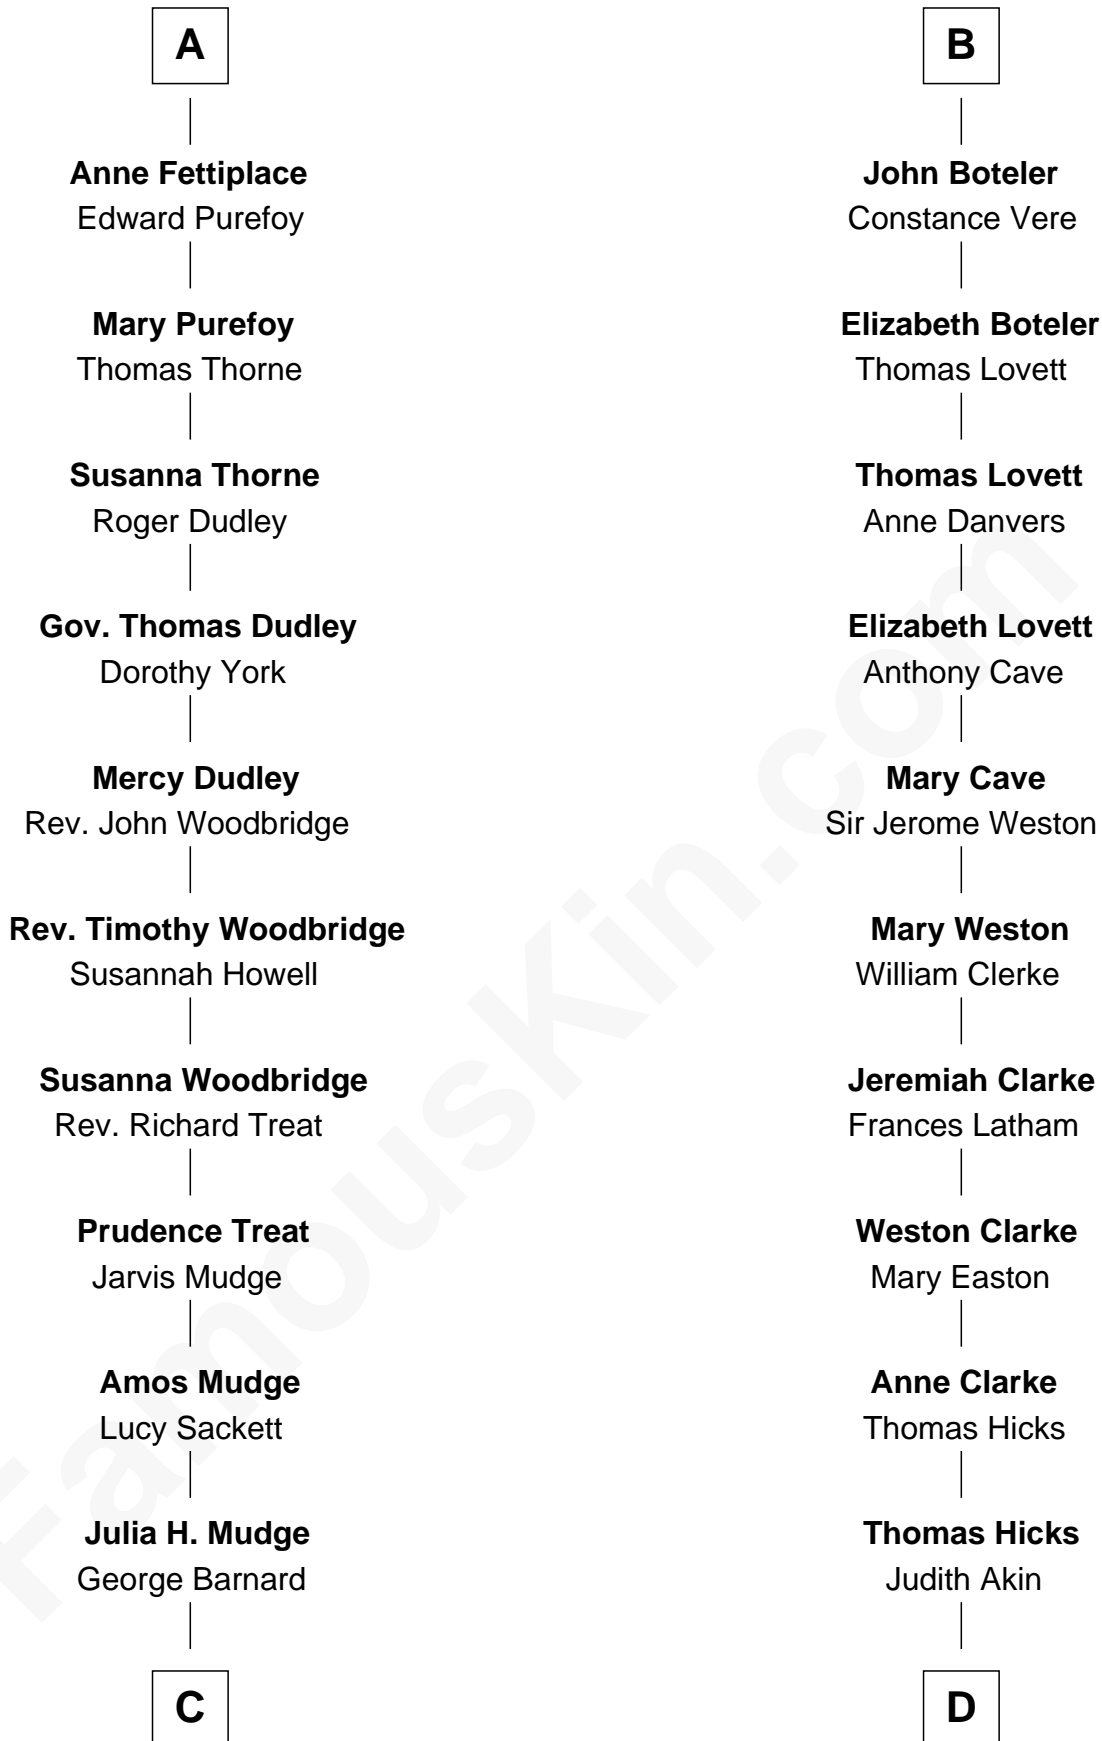 A
Anne Fettiplace
Edward Purefoy
Mary Purefoy
Thomas Thorne
Susanna Thorne
Roger Dudley
Gov. Thomas Dudley
Dorothy York
Mercy Dudley
Rev. John Woodbridge
Rev. Timothy Woodbridge
Susannah Howell
Susanna Woodbridge
Rev. Richard Treat
Prudence Treat
Jarvis Mudge
Amos Mudge
Lucy Sackett
Julia H. Mudge
George Barnard
C
B
John Boteler
Constance Vere
Elizabeth Boteler
Thomas Lovett
Thomas Lovett
Anne Danvers
Elizabeth Lovett
Anthony Cave
Mary Cave
Sir Jerome Weston
Mary Weston
William Clerke
Jeremiah Clarke
Frances Latham
Weston Clarke
Mary Easton
Anne Clarke
Thomas Hicks
Thomas Hicks
Judith Akin
D
FamousKin.com